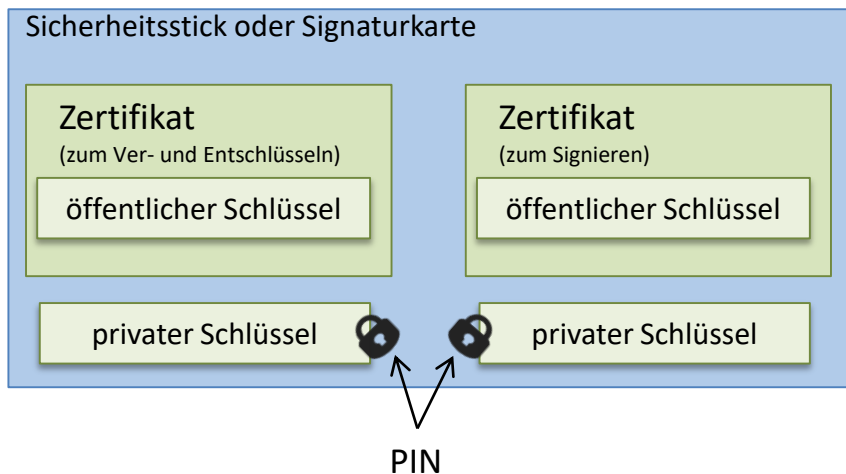 Sicherheitsstick oder Signaturkarte
Zertifikat
(zum Ver- und Entschlüsseln)
öffentlicher Schlüssel
privater Schlüssel
Zertifikat
(zum Signieren)
öffentlicher Schlüssel
privater Schlüssel
PIN